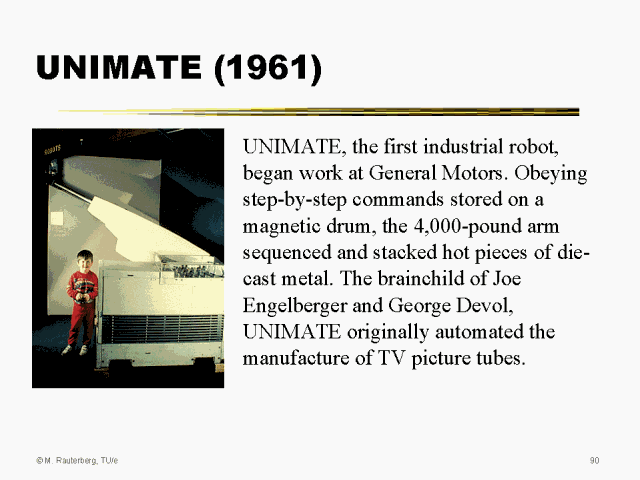 UNIMATE (1961)
ROBOTS
UNIMATE, the first industrial robot,
began work at General Motors. Obeying
step-by-step commands stored on a
magnetic drum, the 4,000-pound arm
sequenced and stacked hot pieces of die-
cast metal. The brainchild of Joe
Engelberger and George Devol,
UNIMATE originally automated the
manufacture of TV picture tubes.
© M. Rauterberg, TU/e
90